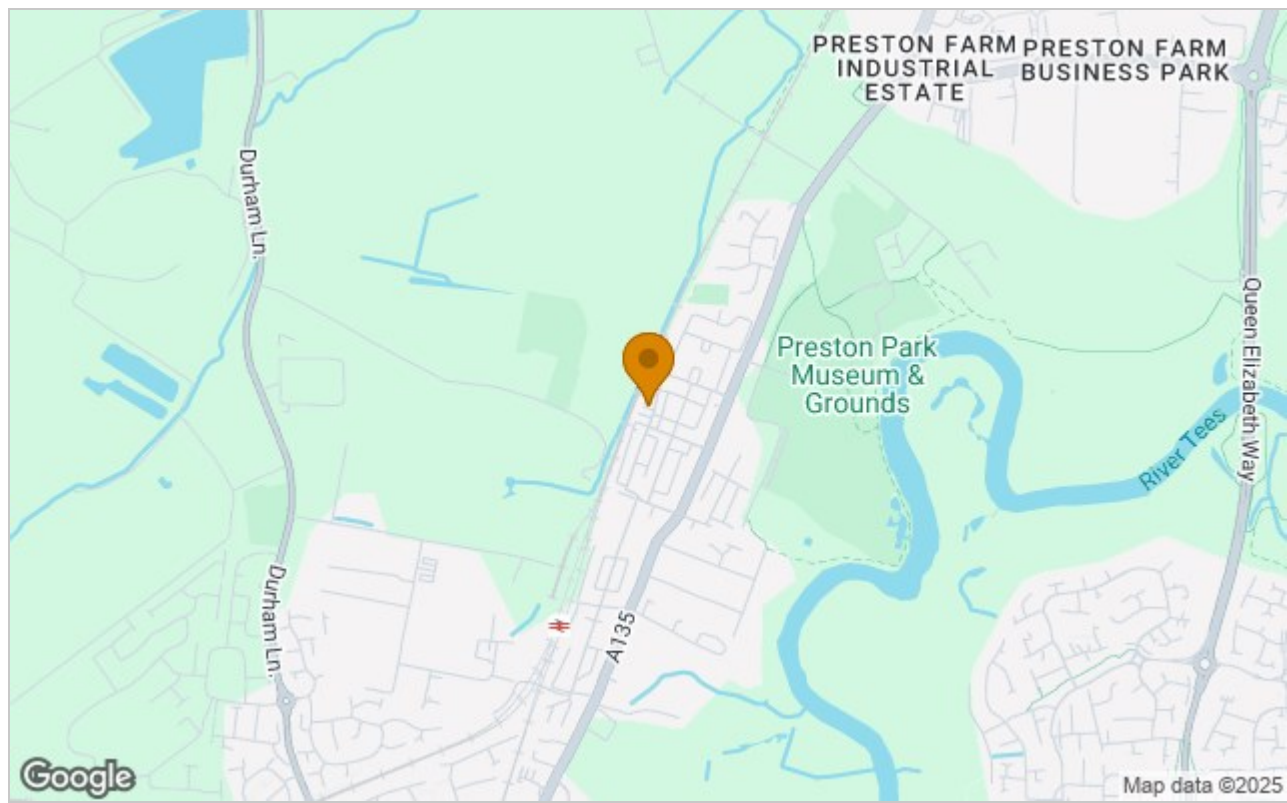 PRESTON FARM
INDUSTRIAL
ESTATE
PRESTON FARM
BUSINESS PARK
Durham Ln.
Preston Park
Museum &
Grounds
Queen Elizabeth Way
River Tees
Durham Ln.
A135
Google
Map data ©2025